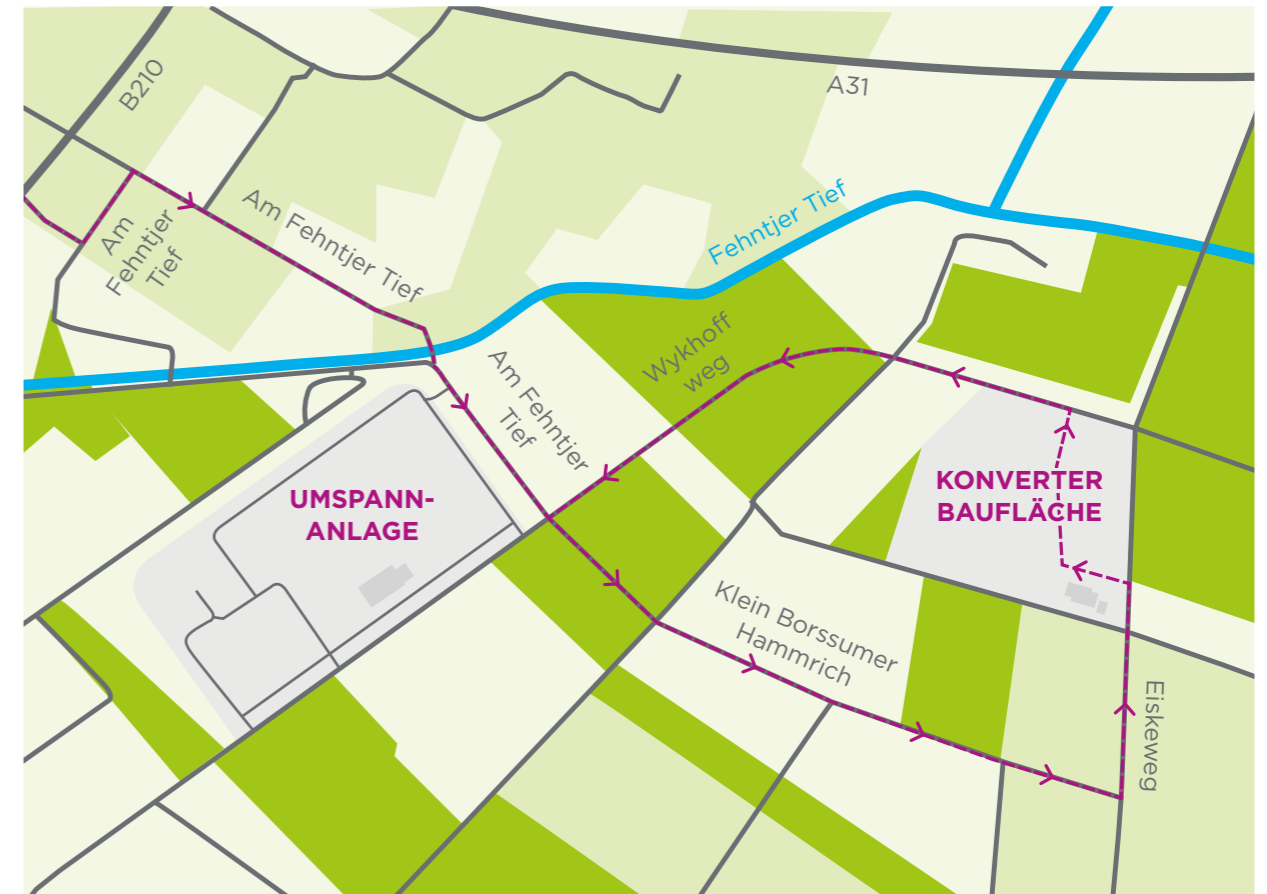 B210
A31
Am
Fehntjer
Tief
Am Fehntjer Tief
Fehntjer Tief
Wykhoff
weg
Am Fehntjer
Tief
UMSPANN-
ANLAGE
KONVERTER
BAUFLÄCHE
Klein Borssumer
Hammrich
Eiskeweg